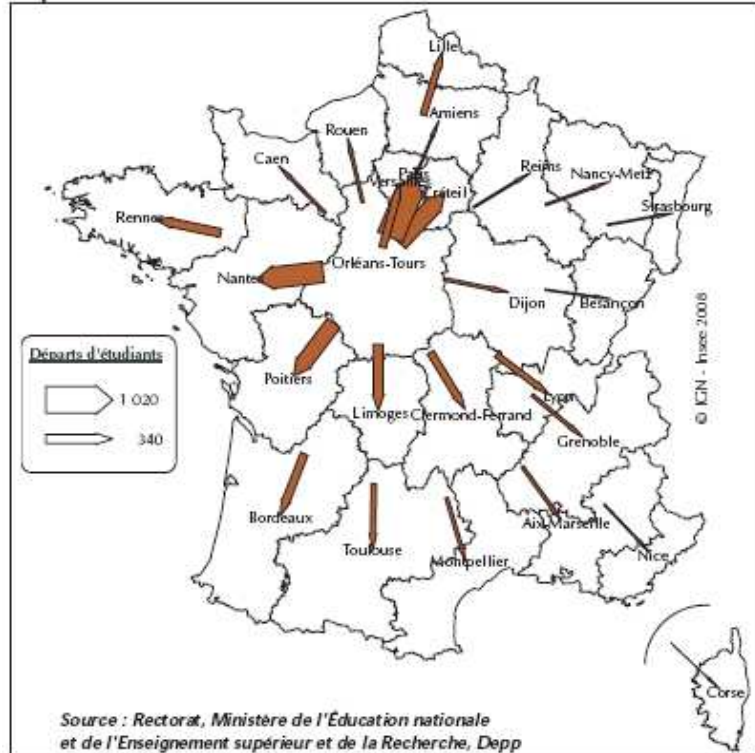 Lille
Amiens
Rouen
Caen
Paris
Versailles
Créteil
Reims
Nancy-Metz
Strasbourg
Rennes
Nantes
Orléans-Tours
Dijon
Besançon
© IGN - Insee 2008
Départs d'étudiants
1 020
340
Poitiers
Limoges
Clermond-Ferrand
Lyon
Grenoble
Bordeaux
Toulouse
Montpellier
Aix-Marseille
Nice
Corse
Source : Rectorat, Ministère de l'Éducation nationale
et de l'Enseignement supérieur et de la Recherche, Depp